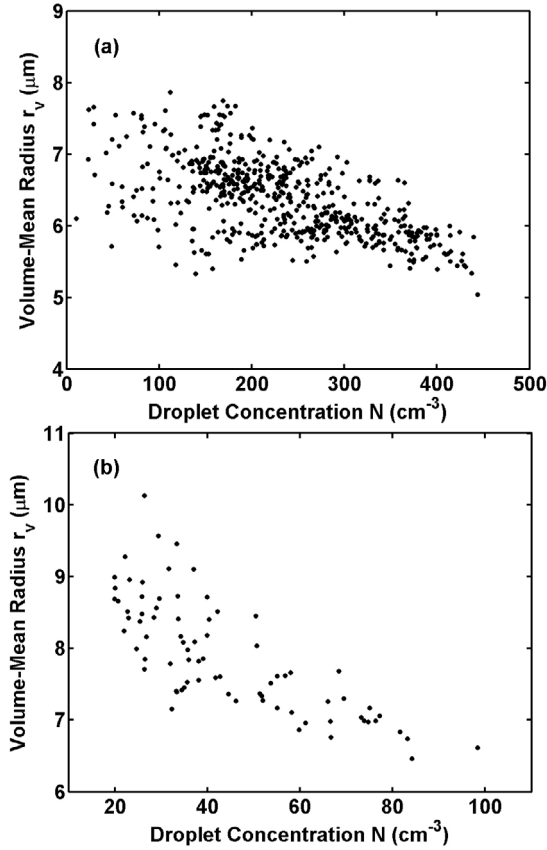 9
(a)
8
7
6
5
4
Volume-Mean Radius r_v (μm)
0 100 200 300 400 500
Droplet Concentration N (cm⁻³)
11
(b)
10
9
8
7
6
Volume-Mean Radius r_v (μm)
20 40 60 80 100
Droplet Concentration N (cm⁻³)